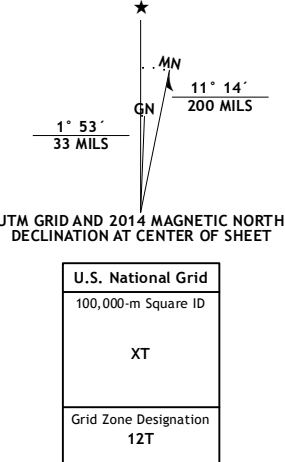 ★
MN
11° 14´
200 MILS
GN
1° 53´
33 MILS
UTM GRID AND 2014 MAGNETIC NORTH
DECLINATION AT CENTER OF SHEET
U.S. National Grid
100,000-m Square ID
XT
Grid Zone Designation
12T